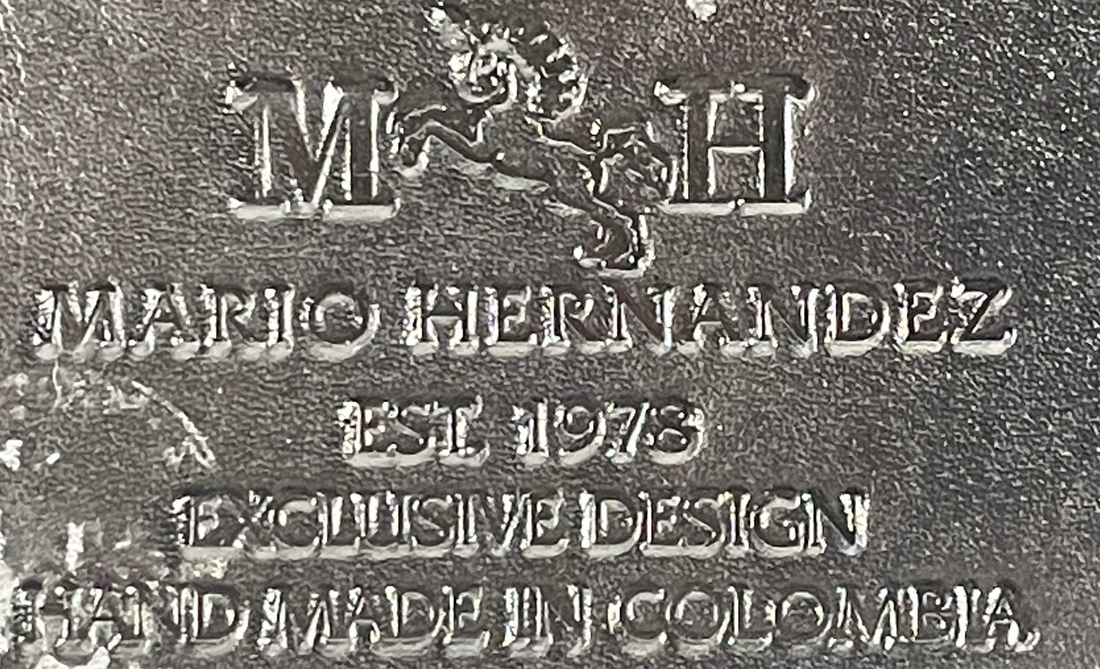 M H
MARIO HERNANDEZ
EST. 1978
EXCLUSIVE DESIGN
HAND MADE IN COLOMBIA